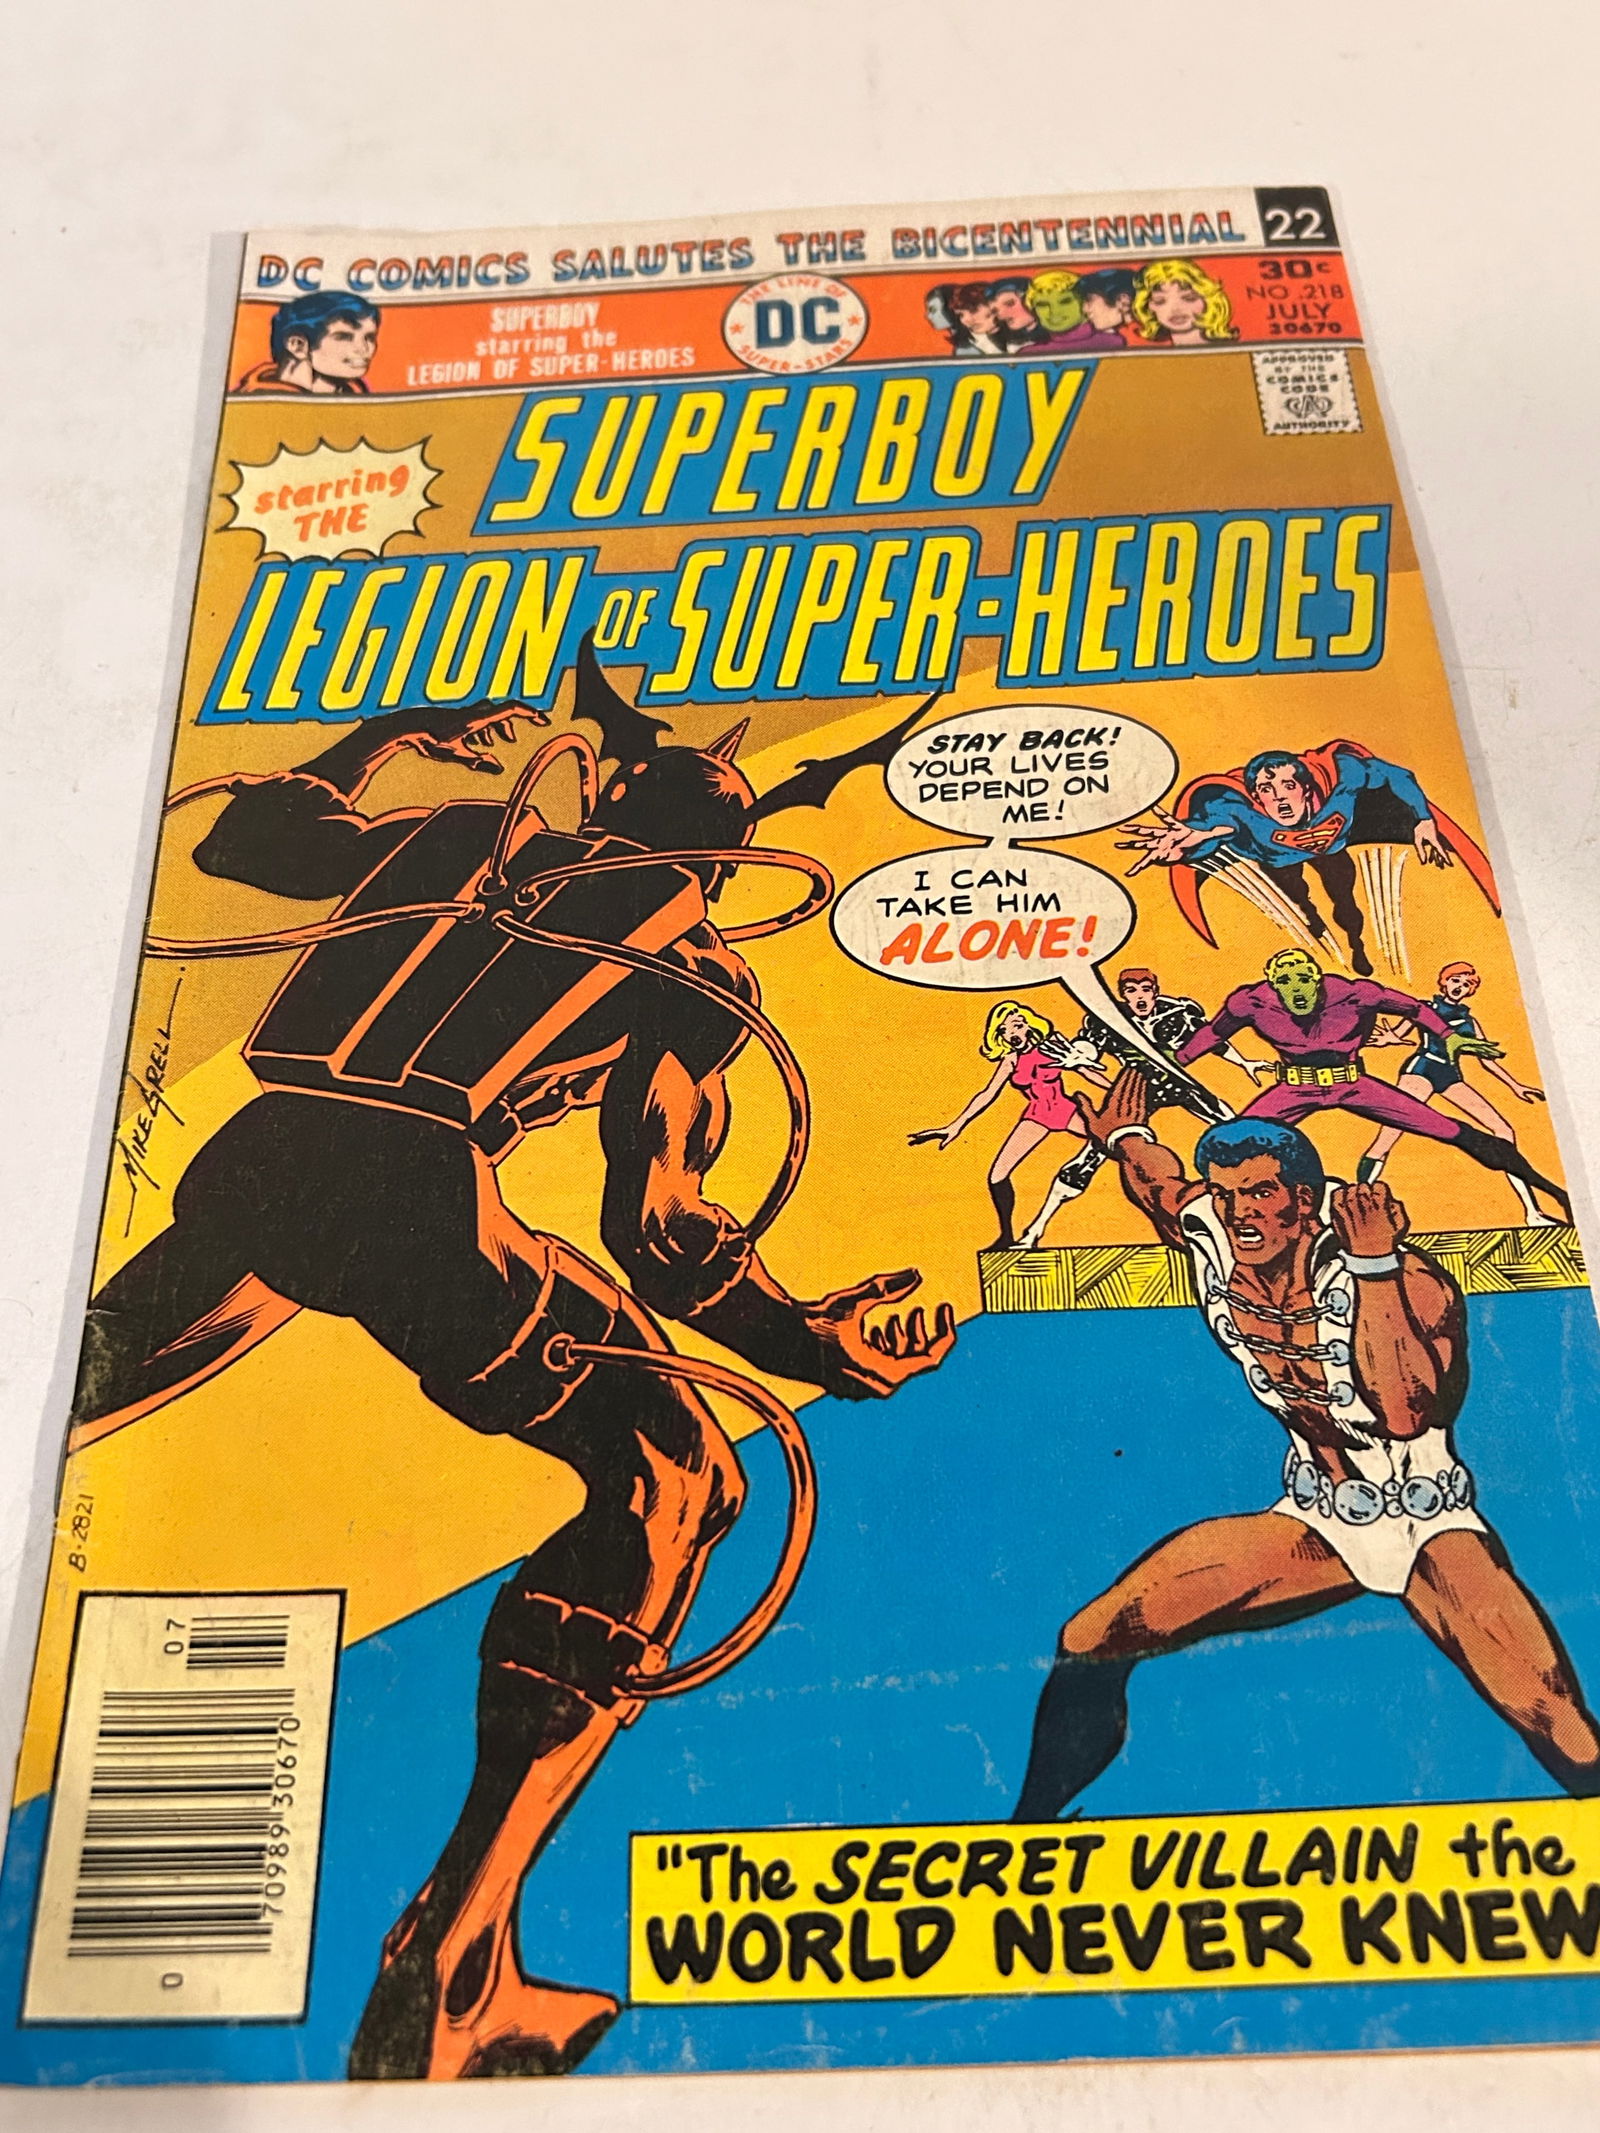 DC COMICS SALUTES THE BICENTENNIAL
22
SUPERBOY
starring the
LEGION OF SUPER-HEROES
THE LINE OF
DC
SUPER-STARS
30¢
NO. 218
JULY
30670
APPROVED
BY THE
COMICS
CODE
CA
AUTHORITY
starring
THE
SUPERBOY
LEGION OF SUPER-HEROES
STAY BACK!
YOUR LIVES
DEPEND ON
ME!
I CAN
TAKE HIM
ALONE!
MIKE GRELL
B-2821
07
70989 30670
0
"The SECRET VILLAIN the
WORLD NEVER KNEW